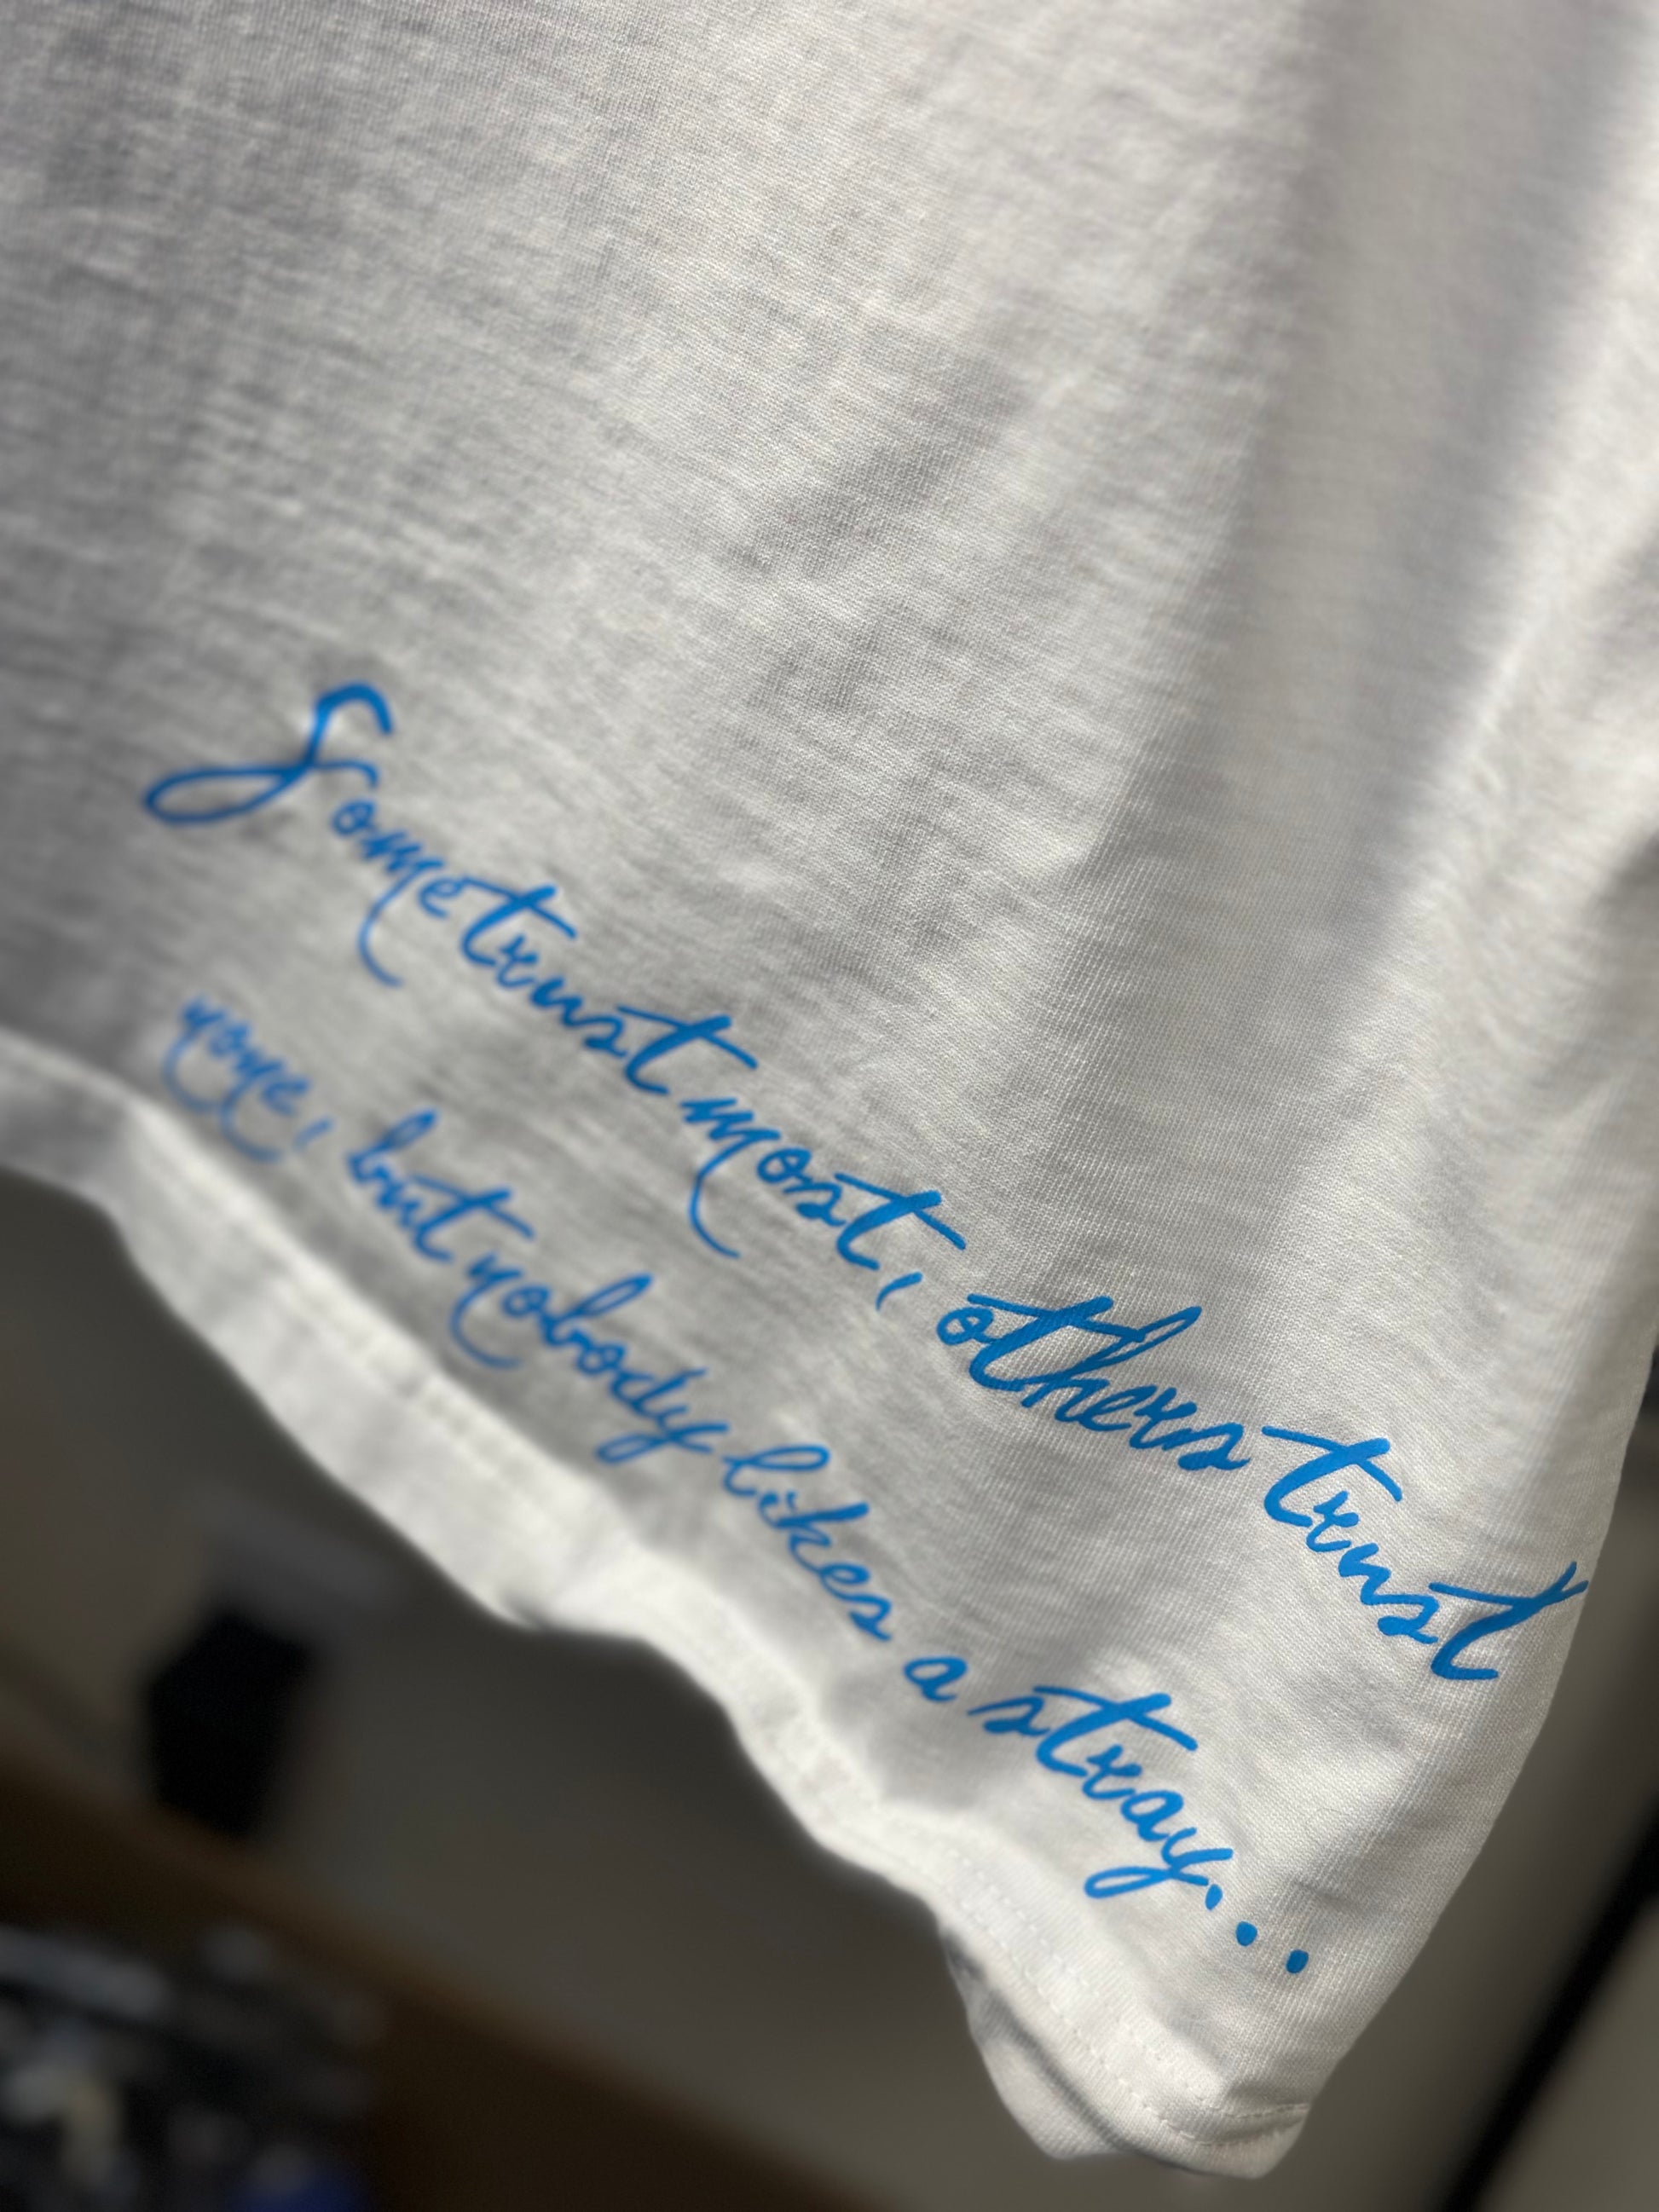 Some trust most, others trust
none, but nobody likes a stray...